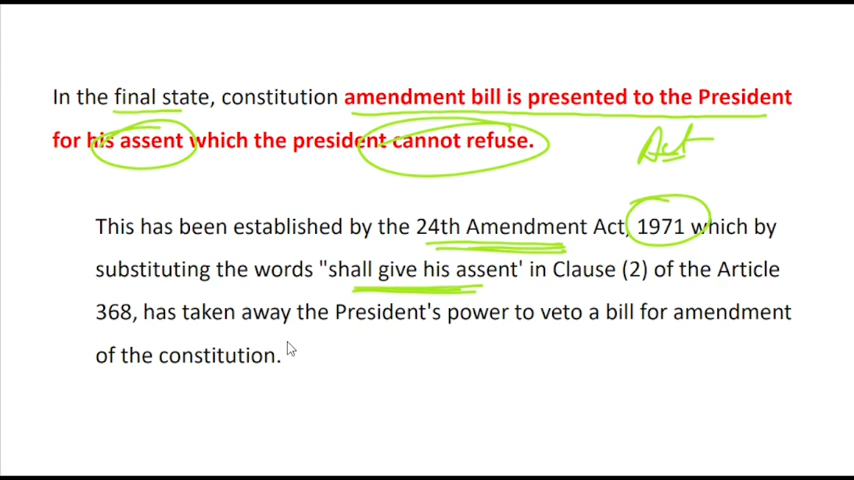 In the final state, constitution amendment bill is presented to the President
for his assent which the president cannot refuse.
Act
This has been established by the 24th Amendment Act, 1971 which by
substituting the words "shall give his assent' in Clause (2) of the Article
368, has taken away the President's power to veto a bill for amendment
of the constitution.